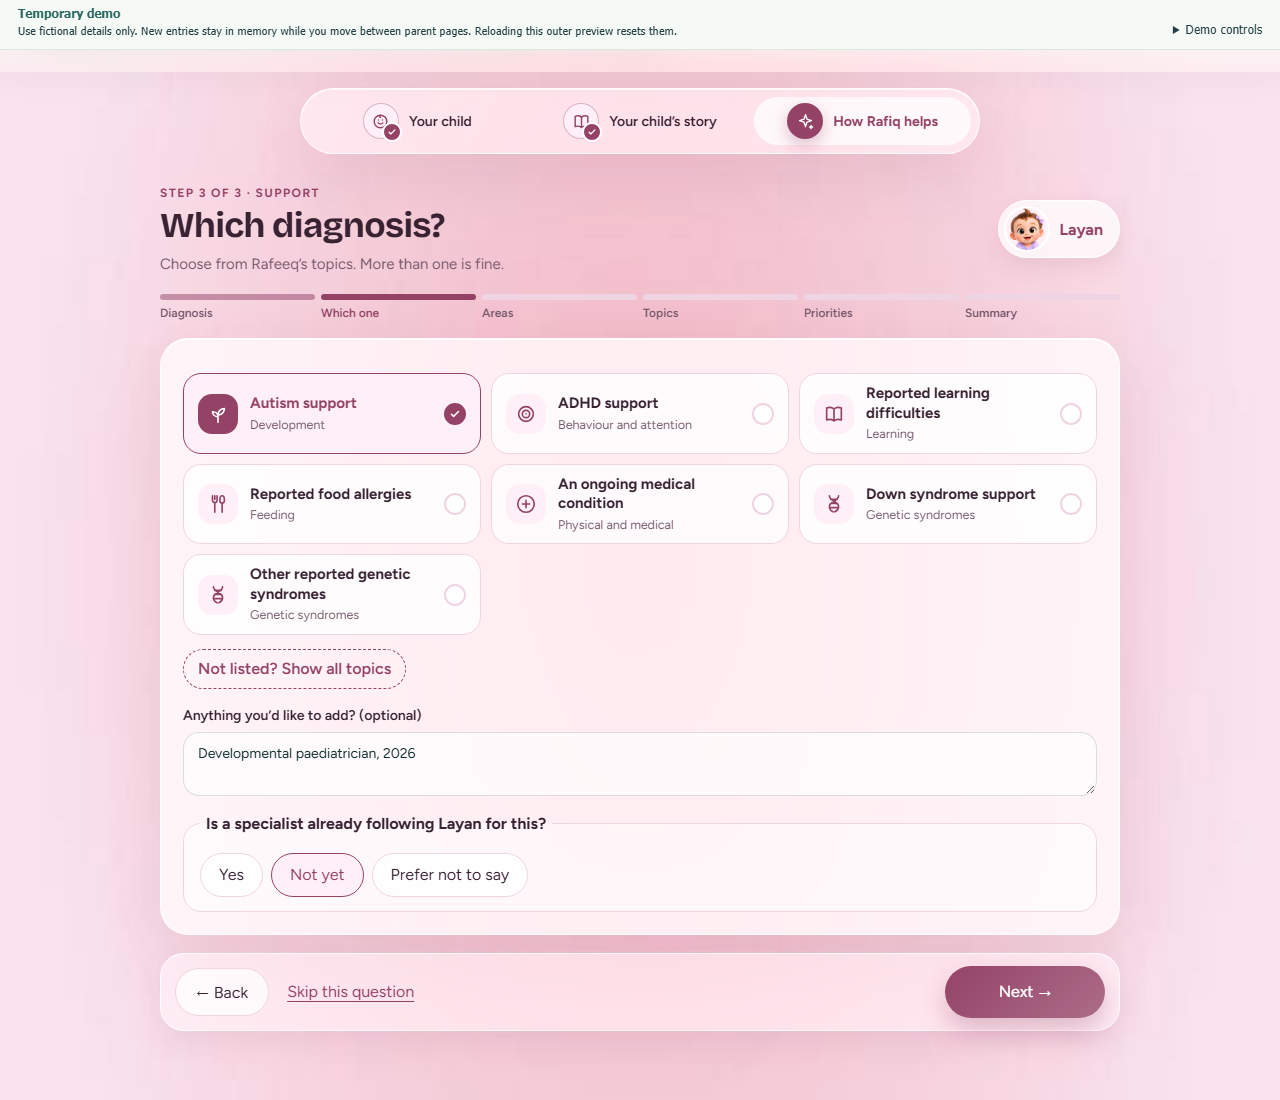 Temporary demo
Use fictional details only. New entries stay in memory while you move between parent pages. Reloading this outer preview resets them.
▶ Demo controls
Your child
Your child’s story
How Rafiq helps
STEP 3 OF 3 · SUPPORT
Which diagnosis?
Choose from Rafeeq’s topics. More than one is fine.
Layan
Diagnosis
Which one
Areas
Topics
Priorities
Summary
Autism support
Development
ADHD support
Behaviour and attention
Reported learning
difficulties
Learning
Reported food allergies
Feeding
An ongoing medical
condition
Physical and medical
Down syndrome support
Genetic syndromes
Other reported genetic
syndromes
Genetic syndromes
Not listed? Show all topics
Anything you’d like to add? (optional)
Developmental paediatrician, 2026
Is a specialist already following Layan for this?
Yes
Not yet
Prefer not to say
← Back
Skip this question
Next →